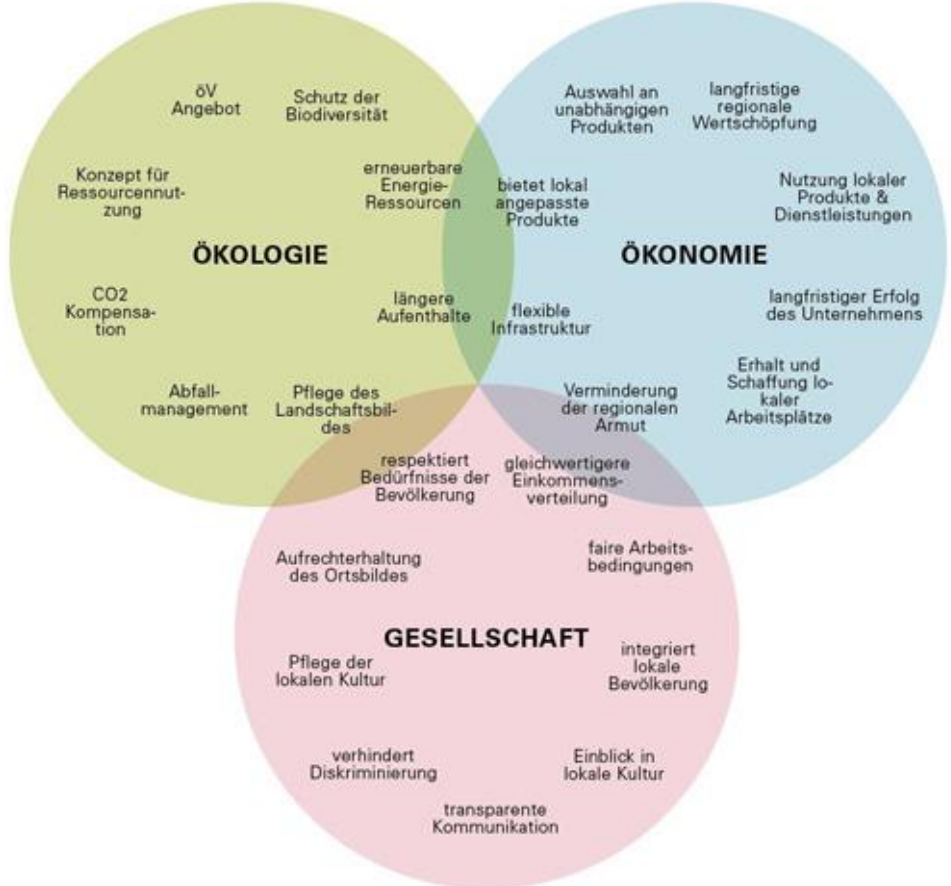 öV
Angebot
Schutz der
Biodiversität
Konzept für
Ressourcennut-
zung
erneuerbare
Energie-
Ressourcen
ÖKOLOGIE
CO2
Kompensa-
tion
längere
Aufenthalte
Abfall-
management
Pflege des
Landschaftsbil-
des
Auswahl an
unabhängigen
Produkten
langfristige
regionale
Wertschöpfung
bietet lokal
angepasste
Produkte
Nutzung lokaler
Produkte &
Dienstleistungen
ÖKONOMIE
flexible
Infrastruktur
langfristiger Erfolg
des Unternehmens
Verminderung
der regionalen
Armut
Erhalt und
Schaffung lo-
kaler
Arbeitsplätze
respektiert
Bedürfnisse der
Bevölkerung
gleichwertigere
Einkommens-
verteilung
Aufrechterhaltung
des Ortsbildes
faire Arbeits-
bedingungen
GESELLSCHAFT
Pflege der
lokalen Kultur
integriert
lokale
Bevölkerung
verhindert
Diskriminierung
Einblick in
lokale Kultur
transparente
Kommunikation